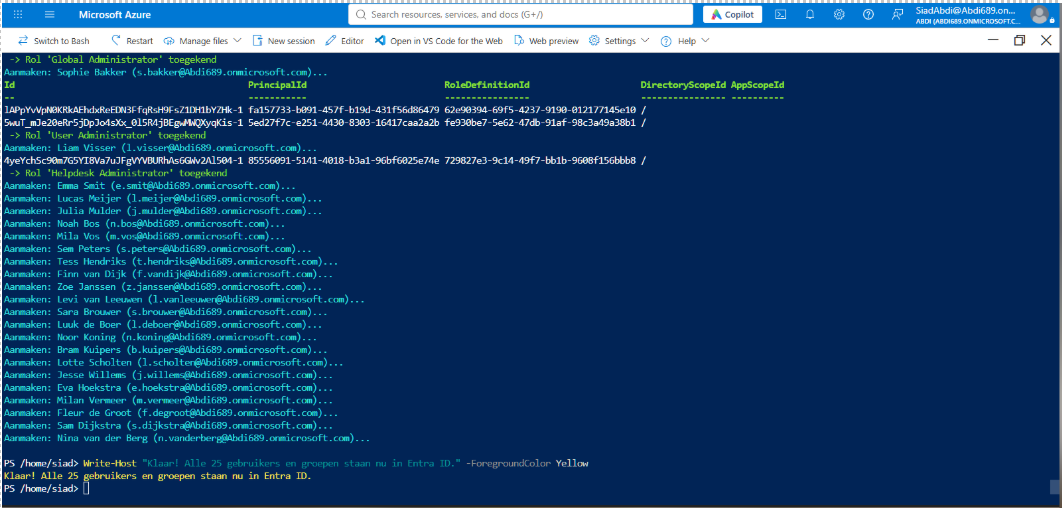 Microsoft Azure
Search resources, services, and docs (G+/)
Copilot
SiadAbdi@Abdi689.on...
ABDI (ABDI689.ONMICROSOFT.C...
Switch to Bash Restart Manage files New session Editor Open in VS Code for the Web Web preview Settings Help
-> Rol 'Global Administrator' toegekend
Aanmaken: Sophie Bakker (s.bakker@Abdi689.onmicrosoft.com)...
Id PrincipalId RoleDefinitionId DirectoryScopeId AppScopeId
-- ----------- ---------------- ---------------- ----------
lAPpYvVpN0KRkAEhdxReEDN3FfqRsH9FsZ1DH1bYZHk-1 fa157733-b091-457f-b19d-431f56d86479 62e90394-69f5-4237-9190-012177145e10 /
5wuT_mJe20eRr5jDpJo4sXx_0l5R4jBEgwMWQXyqKis-1 5ed27f7c-e251-4430-8303-16417caa2a2b fe930be7-5e62-47db-91af-98c3a49a38b1 /
-> Rol 'User Administrator' toegekend
Aanmaken: Liam Visser (l.visser@Abdi689.onmicrosoft.com)...
4yeYchSc90m7G5YI8Va7uJFgVYVBURhAs6GWv2Al504-1 85556091-5141-4018-b3a1-96bf6025e74e 729827e3-9c14-49f7-bb1b-9608f156bbb8 /
-> Rol 'Helpdesk Administrator' toegekend
Aanmaken: Emma Smit (e.smit@Abdi689.onmicrosoft.com)...
Aanmaken: Lucas Meijer (l.meijer@Abdi689.onmicrosoft.com)...
Aanmaken: Julia Mulder (j.mulder@Abdi689.onmicrosoft.com)...
Aanmaken: Noah Bos (n.bos@Abdi689.onmicrosoft.com)...
Aanmaken: Mila Vos (m.vos@Abdi689.onmicrosoft.com)...
Aanmaken: Sem Peters (s.peters@Abdi689.onmicrosoft.com)...
Aanmaken: Tess Hendriks (t.hendriks@Abdi689.onmicrosoft.com)...
Aanmaken: Finn van Dijk (f.vandijk@Abdi689.onmicrosoft.com)...
Aanmaken: Zoe Janssen (z.janssen@Abdi689.onmicrosoft.com)...
Aanmaken: Levi van Leeuwen (l.vanleeuwen@Abdi689.onmicrosoft.com)...
Aanmaken: Sara Brouwer (s.brouwer@Abdi689.onmicrosoft.com)...
Aanmaken: Luuk de Boer (l.deboer@Abdi689.onmicrosoft.com)...
Aanmaken: Noor Koning (n.koning@Abdi689.onmicrosoft.com)...
Aanmaken: Bram Kuipers (b.kuipers@Abdi689.onmicrosoft.com)...
Aanmaken: Lotte Scholten (l.scholten@Abdi689.onmicrosoft.com)...
Aanmaken: Jesse Willems (j.willems@Abdi689.onmicrosoft.com)...
Aanmaken: Eva Hoekstra (e.hoekstra@Abdi689.onmicrosoft.com)...
Aanmaken: Milan Vermeer (m.vermeer@Abdi689.onmicrosoft.com)...
Aanmaken: Fleur de Groot (f.degroot@Abdi689.onmicrosoft.com)...
Aanmaken: Sam Dijkstra (s.dijkstra@Abdi689.onmicrosoft.com)...
Aanmaken: Nina van der Berg (n.vanderberg@Abdi689.onmicrosoft.com)...
PS /home/siad> Write-Host "Klaar! Alle 25 gebruikers en groepen staan nu in Entra ID." -ForegroundColor Yellow
Klaar! Alle 25 gebruikers en groepen staan nu in Entra ID.
PS /home/siad>